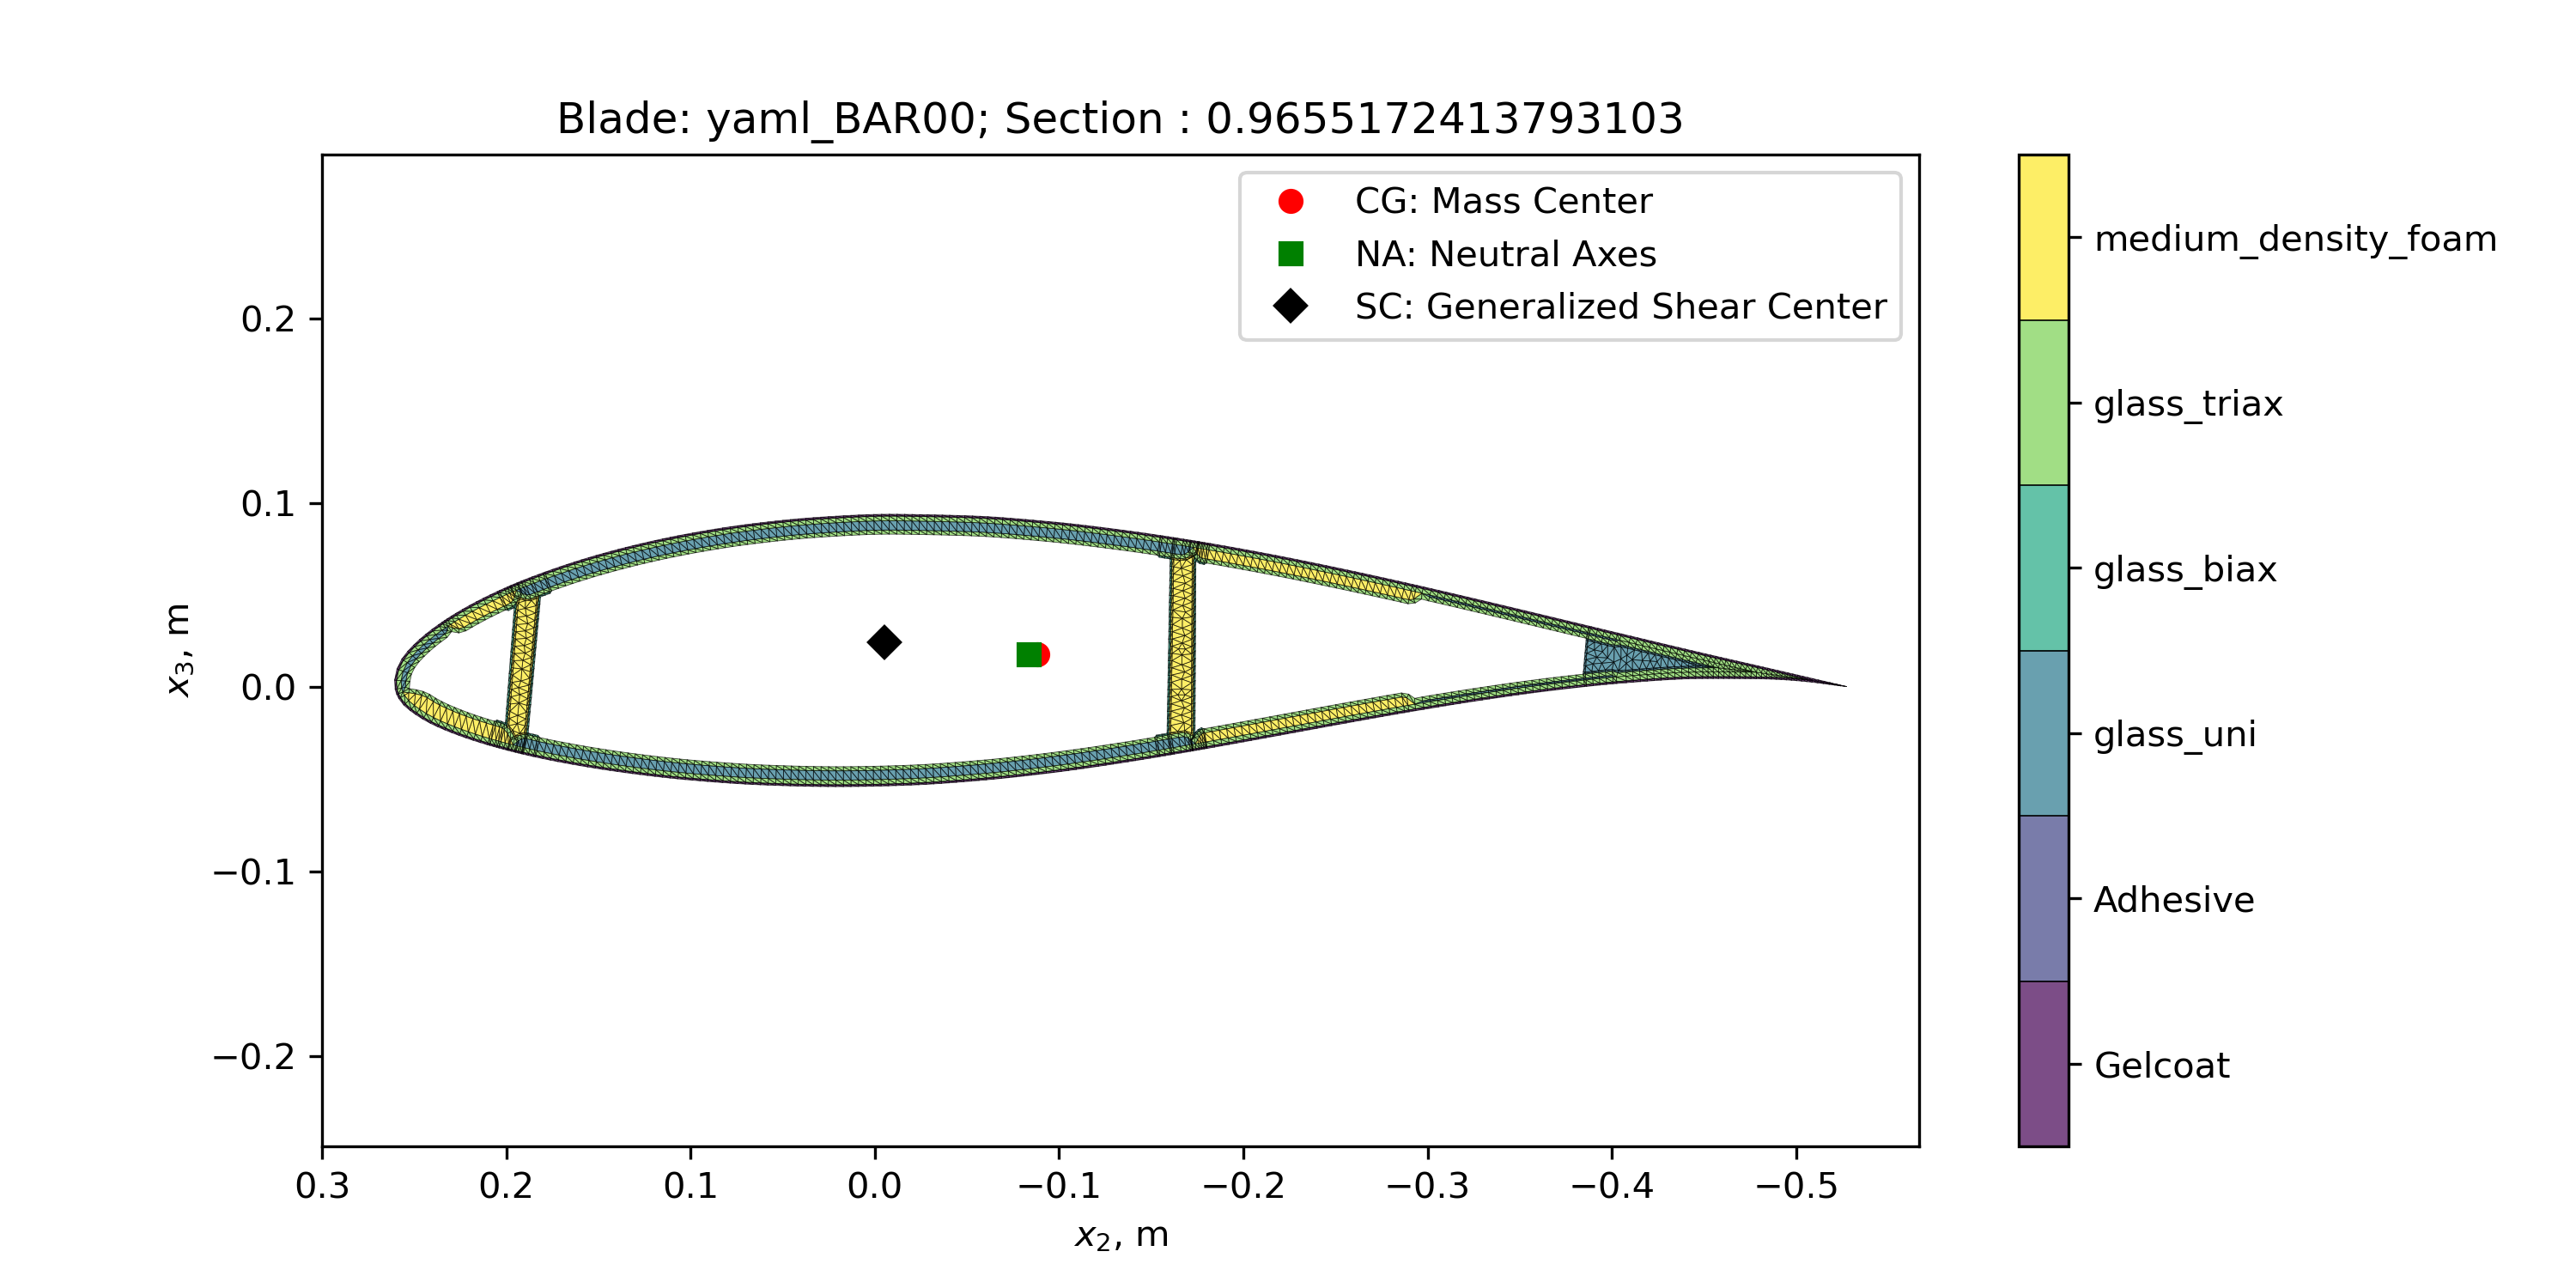 Blade: yaml_BAR00; Section : 0.9655172413793103
CG: Mass Center
NA: Neutral Axes
SC: Generalized Shear Center
0.2
0.1
0.0
−0.1
−0.2
x₃, m
0.3 0.2 0.1 0.0 −0.1 −0.2 −0.3 −0.4 −0.5
x₂, m
medium_density_foam
glass_triax
glass_biax
glass_uni
Adhesive
Gelcoat